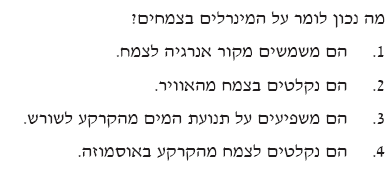 מה נכון לומר על המינרלים בצמחים?
1. הם משמשים מקור אנרגיה לצמח.
2. הם נקלטים בצמח מהאוויר.
3. הם משפיעים על תנועת המים מהקרקע לשורש.
4. הם נקלטים לצמח מהקרקע באוסמוזה.